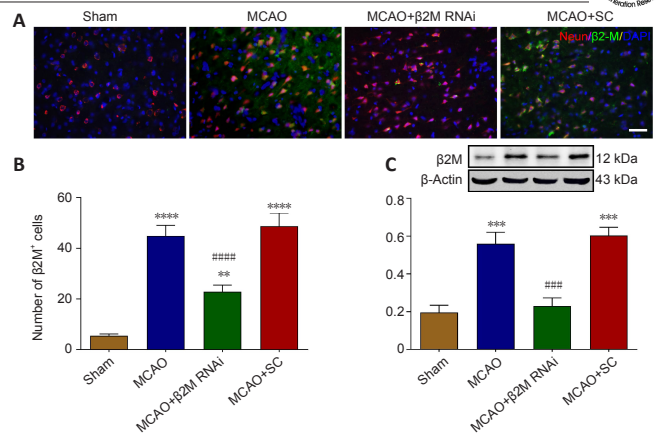 A
Sham
MCAO
MCAO+β2M RNAi
MCAO+SC
Neun/β2-M/DAPI
B
Number of β2M⁺ cells
60
40
20
0
****
####
**
****
Sham
MCAO
MCAO+β2M RNAi
MCAO+SC
C
β2M
12 kDa
β-Actin
43 kDa
0.8
0.6
0.4
0.2
0
***
###
***
Sham
MCAO
MCAO+β2M RNAi
MCAO+SC